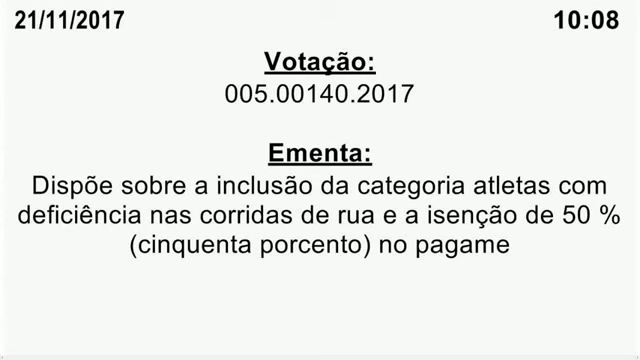 21/11/2017 10:08
Votação:
005.00140.2017
Ementa:
Dispõe sobre a inclusão da categoria atletas com
deficiência nas corridas de rua e a isenção de 50 %
(cinquenta porcento) no pagame